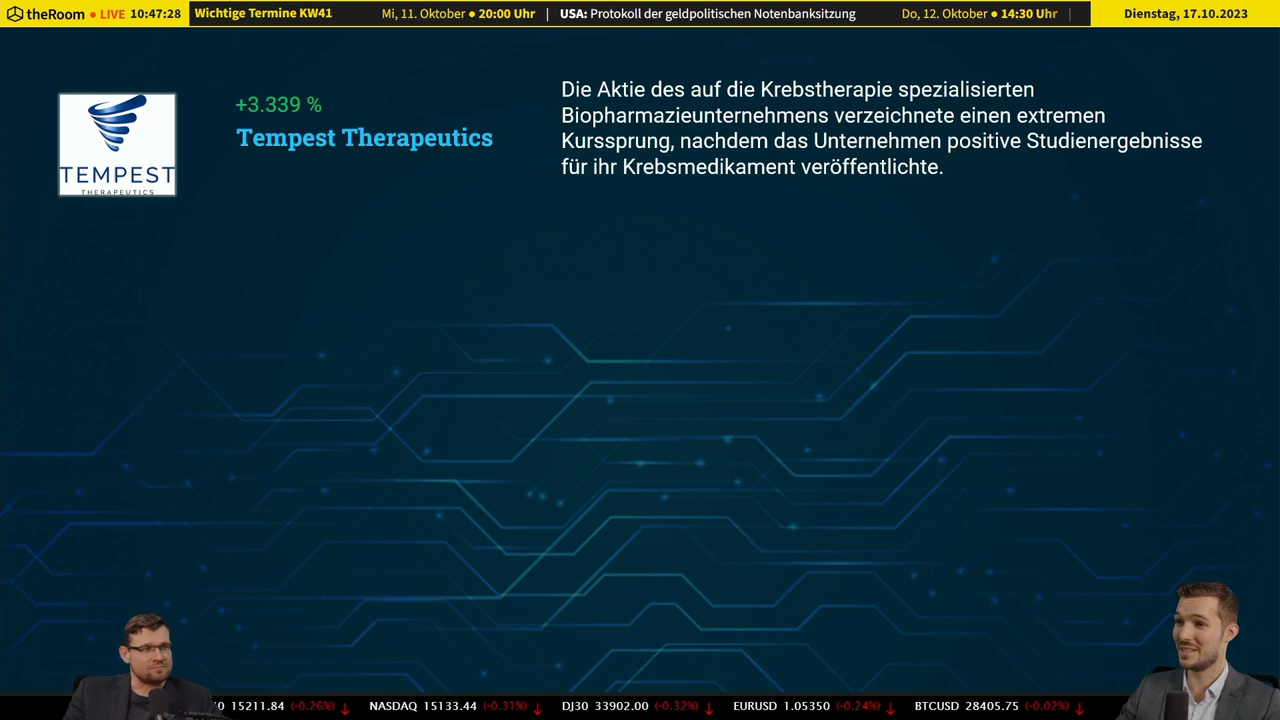 theRoom ● LIVE 10:47:28
Wichtige Termine KW41
Mi, 11. Oktober ● 20:00 Uhr | USA: Protokoll der geldpolitischen Notenbanksitzung
Do, 12. Oktober ● 14:30 Uhr |
Dienstag, 17.10.2023
TEMPEST
THERAPEUTICS
+3.339 %
Tempest Therapeutics
Die Aktie des auf die Krebstherapie spezialisierten
Biopharmazieunternehmens verzeichnete einen extremen
Kurssprung, nachdem das Unternehmen positive Studienergebnisse
für ihr Krebsmedikament veröffentlichte.
0 15211.84 (-0.26%) ↓ NASDAQ 15133.44 (-0.31%) ↓ DJ30 33902.00 (-0.32%) ↓ EURUSD 1.05350 (-0.24%) ↓ BTCUSD 28405.75 (-0.02%) ↓